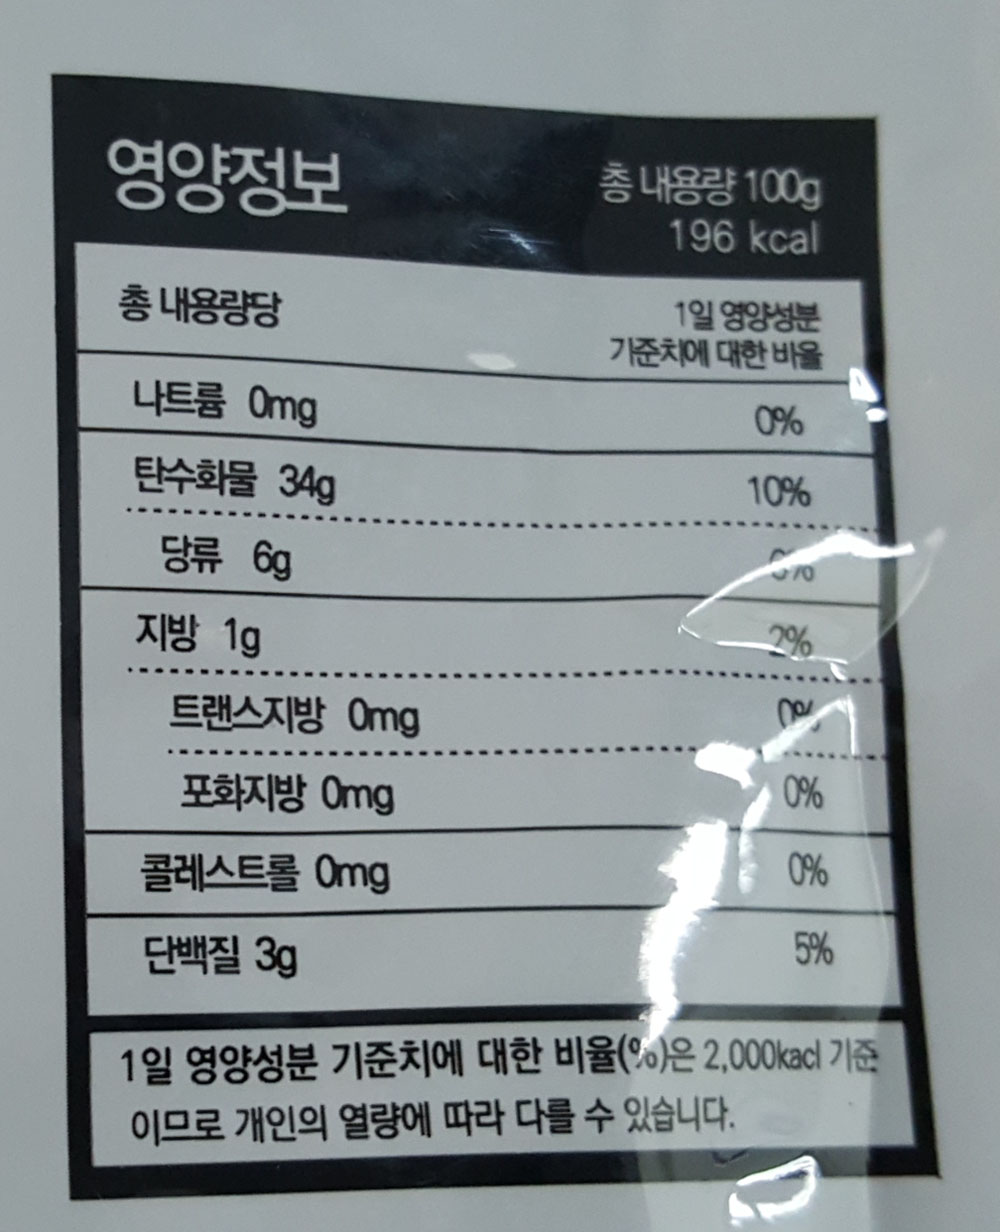 영양정보
총 내용량 100g
196 kcal
총 내용량당
1일 영양성분
기준치에 대한 비율
나트륨 0mg 0%
탄수화물 34g 10%
당류 6g
지방 1g 2%
트랜스지방 0mg 0%
포화지방 0mg 0%
콜레스트롤 0mg 0%
단백질 3g 5%
1일 영양성분 기준치에 대한 비율(%)은 2,000kacl 기준
이므로 개인의 열량에 따라 다를 수 있습니다.